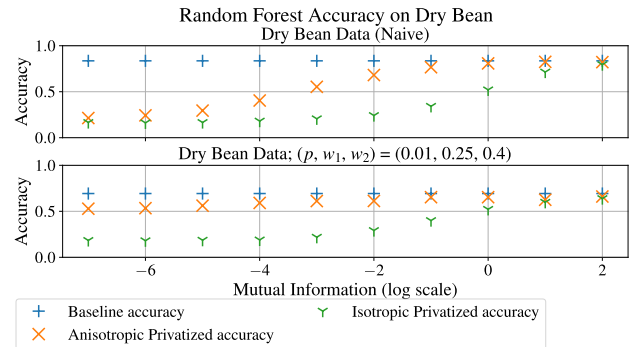 Random Forest Accuracy on Dry Bean
Dry Bean Data (Naive)
1.0
0.5
0.0
Accuracy
Dry Bean Data; (p, w₁, w₂) = (0.01, 0.25, 0.4)
1.0
0.5
0.0
Accuracy
−6 −4 −2 0 2
Mutual Information (log scale)
Baseline accuracy
Anisotropic Privatized accuracy
Isotropic Privatized accuracy